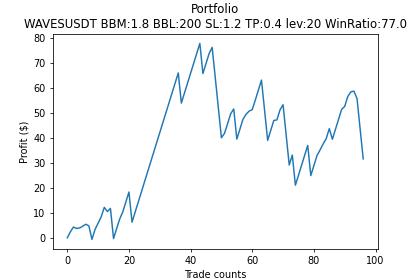 Portfolio
WAVESUSDT BBM:1.8 BBL:200 SL:1.2 TP:0.4 lev:20 WinRatio:77.0
80
70
60
50
40
30
20
10
0
Profit ($)
0 20 40 60 80 100
Trade counts